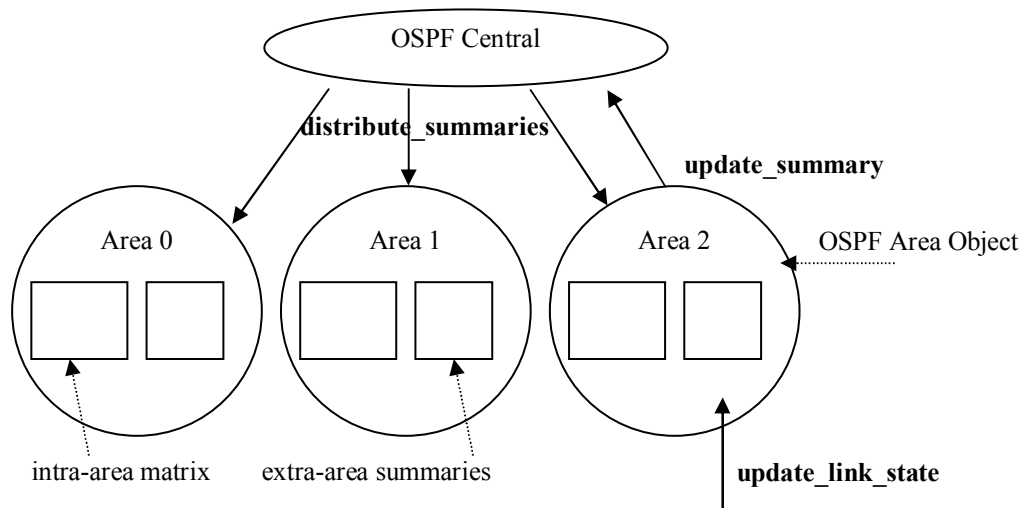 OSPF Central
distribute_summaries
update_summary
Area 0
Area 1
Area 2
OSPF Area Object
intra-area matrix
extra-area summaries
update_link_state